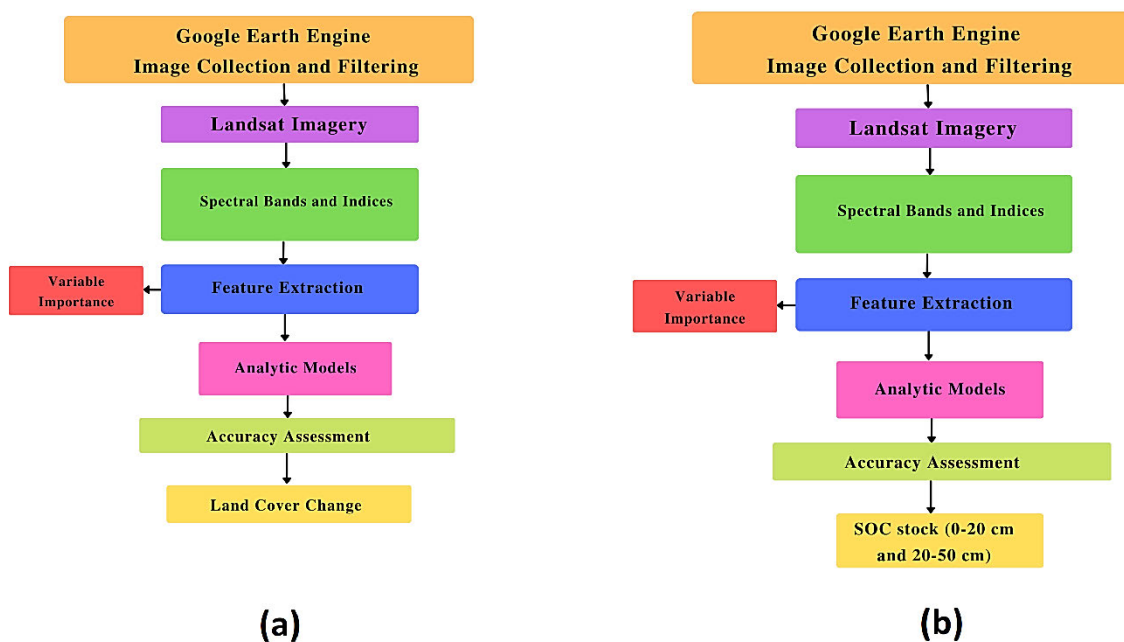 Google Earth Engine
Image Collection and Filtering
Landsat Imagery
Spectral Bands and Indices
Variable
Importance
Feature Extraction
Analytic Models
Accuracy Assessment
Land Cover Change
(a)
Google Earth Engine
Image Collection and Filtering
Landsat Imagery
Spectral Bands and Indices
Variable
Importance
Feature Extraction
Analytic Models
Accuracy Assessment
SOC stock (0-20 cm
and 20-50 cm)
(b)